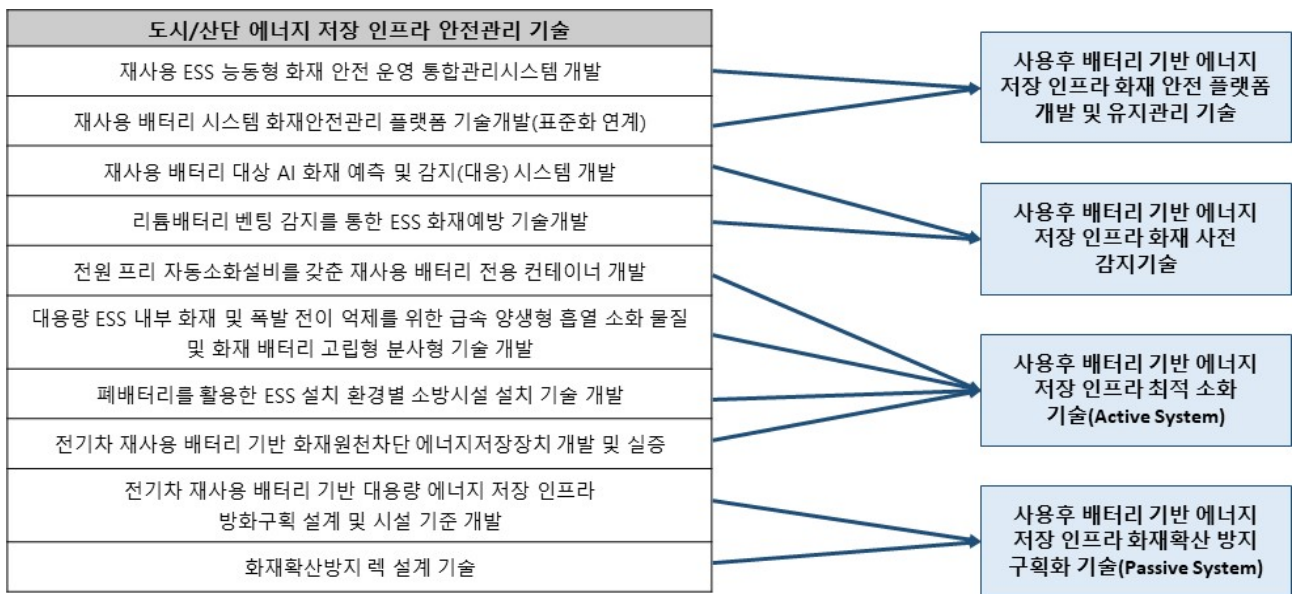 도시/산단 에너지 저장 인프라 안전관리 기술
재사용 ESS 능동형 화재 안전 운영 통합관리시스템 개발
재사용 배터리 시스템 화재안전관리 플랫폼 기술개발(표준화 연계)
재사용 배터리 대상 AI 화재 예측 및 감지(대응) 시스템 개발
리튬배터리 벤팅 감지를 통한 ESS 화재예방 기술개발
전원 프리 자동소화설비를 갖춘 재사용 배터리 전용 컨테이너 개발
대용량 ESS 내부 화재 및 폭발 전이 억제를 위한 급속 양생형 흡열 소화 물질
및 화재 배터리 고립형 분사형 기술 개발
폐배터리를 활용한 ESS 설치 환경별 소방시설 설치 기술 개발
전기차 재사용 배터리 기반 화재원천차단 에너지저장장치 개발 및 실증
전기차 재사용 배터리 기반 대용량 에너지 저장 인프라
방화구획 설계 및 시설 기준 개발
화재확산방지 렉 설계 기술
사용후 배터리 기반 에너지
저장 인프라 화재 안전 플랫폼
개발 및 유지관리 기술
사용후 배터리 기반 에너지
저장 인프라 화재 사전
감지기술
사용후 배터리 기반 에너지
저장 인프라 최적 소화
기술(Active System)
사용후 배터리 기반 에너지
저장 인프라 화재확산 방지
구획화 기술(Passive System)